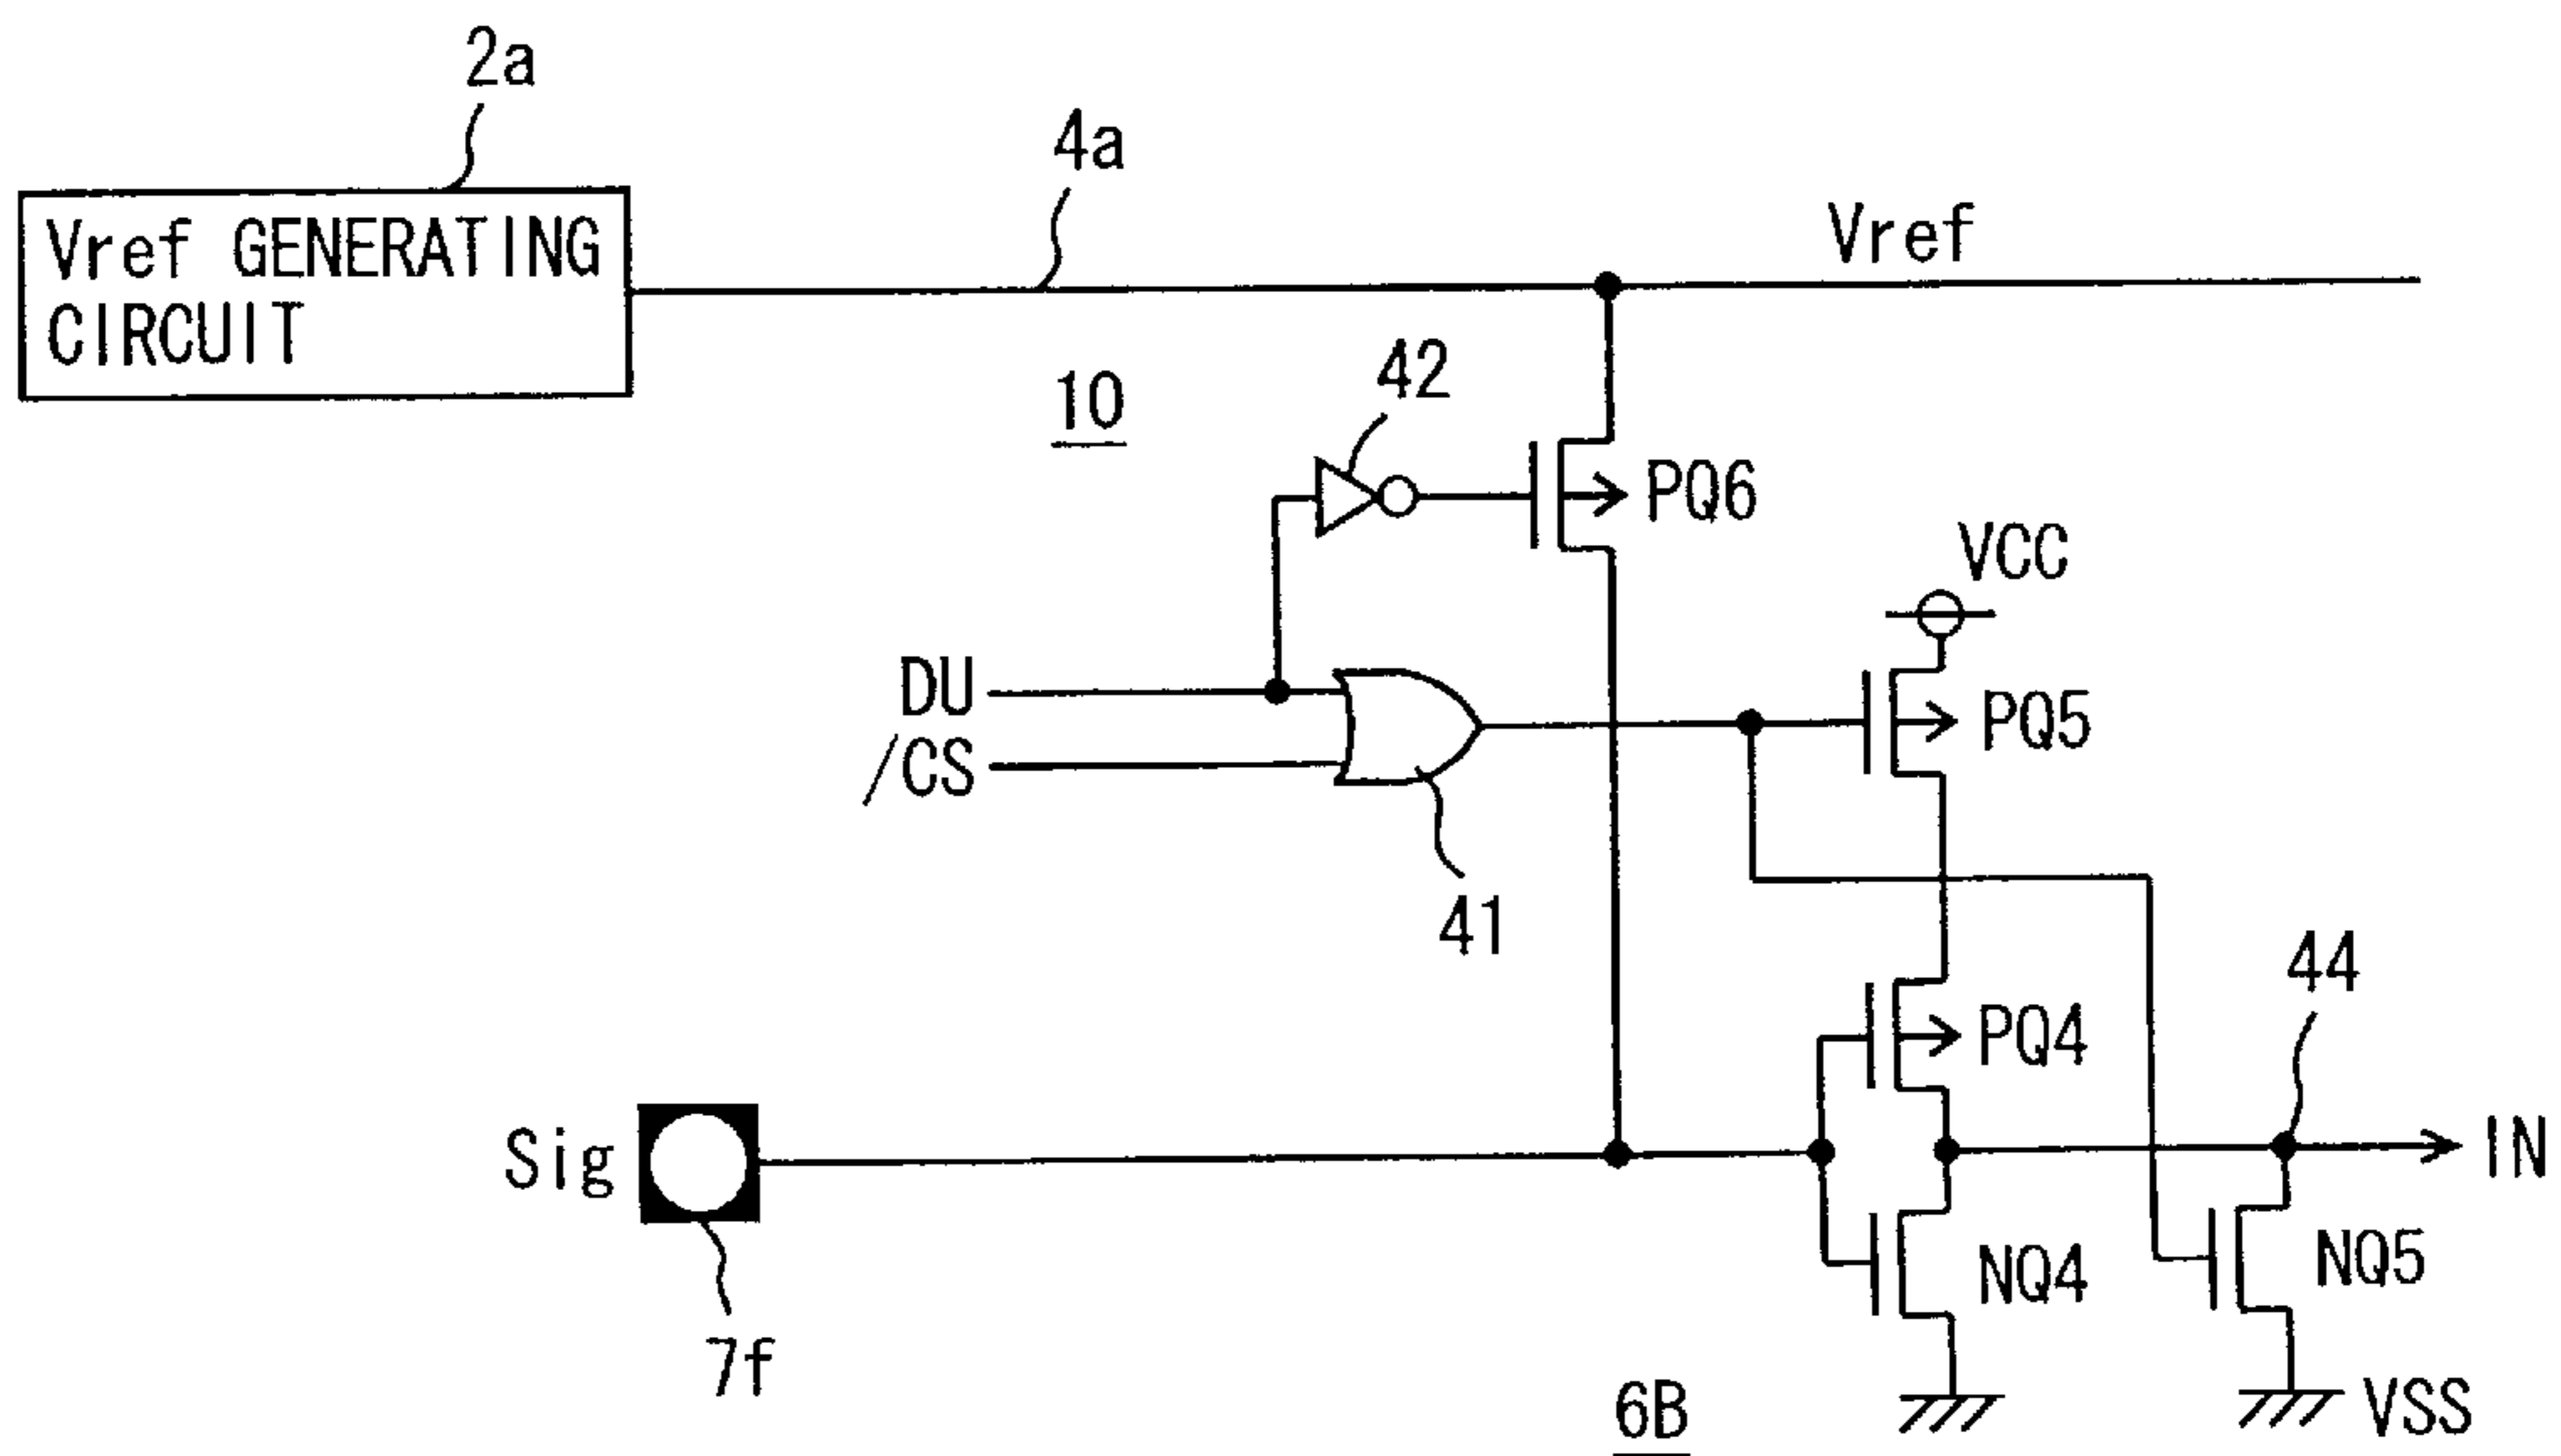 2a
4a
Vref GENERATING
CIRCUIT
Vref
10
42
PQ6
VCC
DU
PQ5
/CS
41
44
PQ4
Sig
IN
NQ4
NQ5
7f
6B
VSS